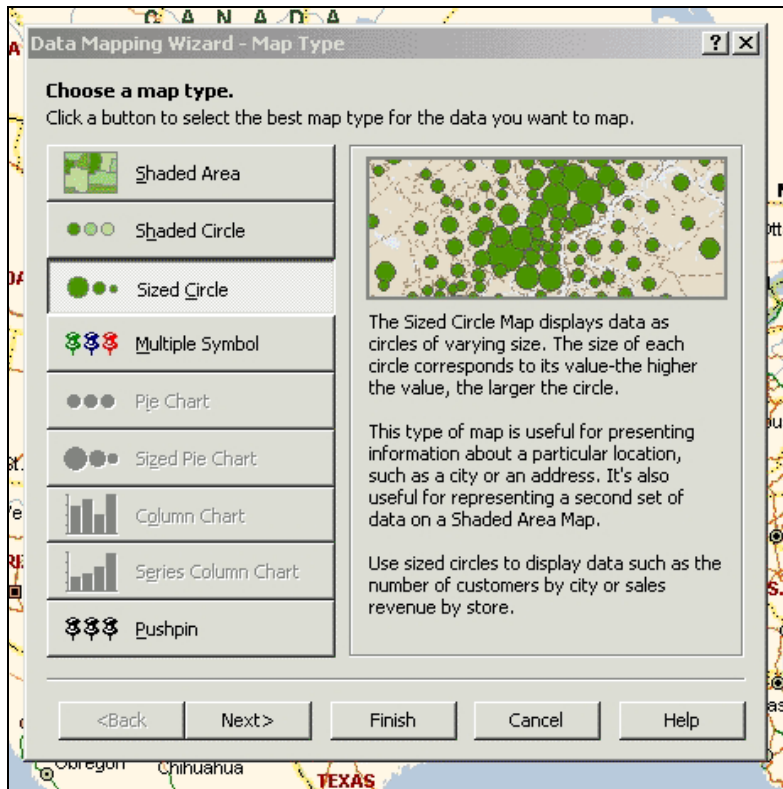 CANADA
Data Mapping Wizard - Map Type
Choose a map type.
Click a button to select the best map type for the data you want to map.
Shaded Area
Shaded Circle
Sized Circle
Multiple Symbol
Pie Chart
Sized Pie Chart
Column Chart
Series Column Chart
Pushpin
The Sized Circle Map displays data as
circles of varying size. The size of each
circle corresponds to its value-the higher
the value, the larger the circle.
This type of map is useful for presenting
information about a particular location,
such as a city or an address. It's also
useful for representing a second set of
data on a Shaded Area Map.
Use sized circles to display data such as the
number of customers by city or sales
revenue by store.
<Back
Next>
Finish
Cancel
Help
Obregon
Chihuahua
TEXAS